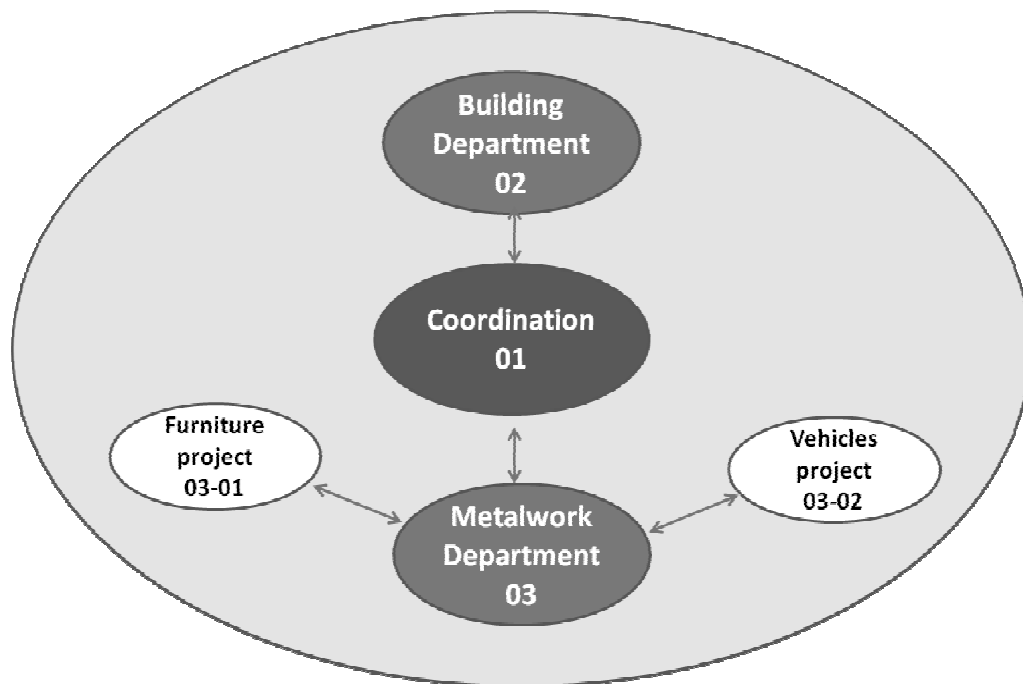 Building
Department
02
Coordination
01
Furniture
project
03-01
Vehicles
project
03-02
Metalwork
Department
03